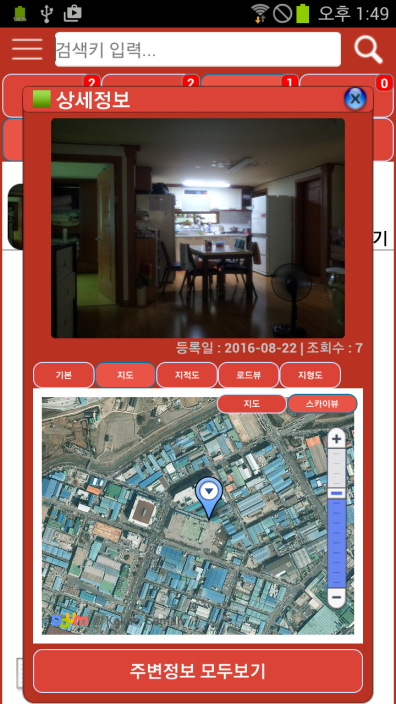 100%
오후 1:49
검색키 입력...
2
2
1
0
상세정보
기
등록일 : 2016-08-22 | 조회수 : 7
기본
지도
지적도
로드뷰
지형도
지도
스카이뷰
주변정보 모두보기